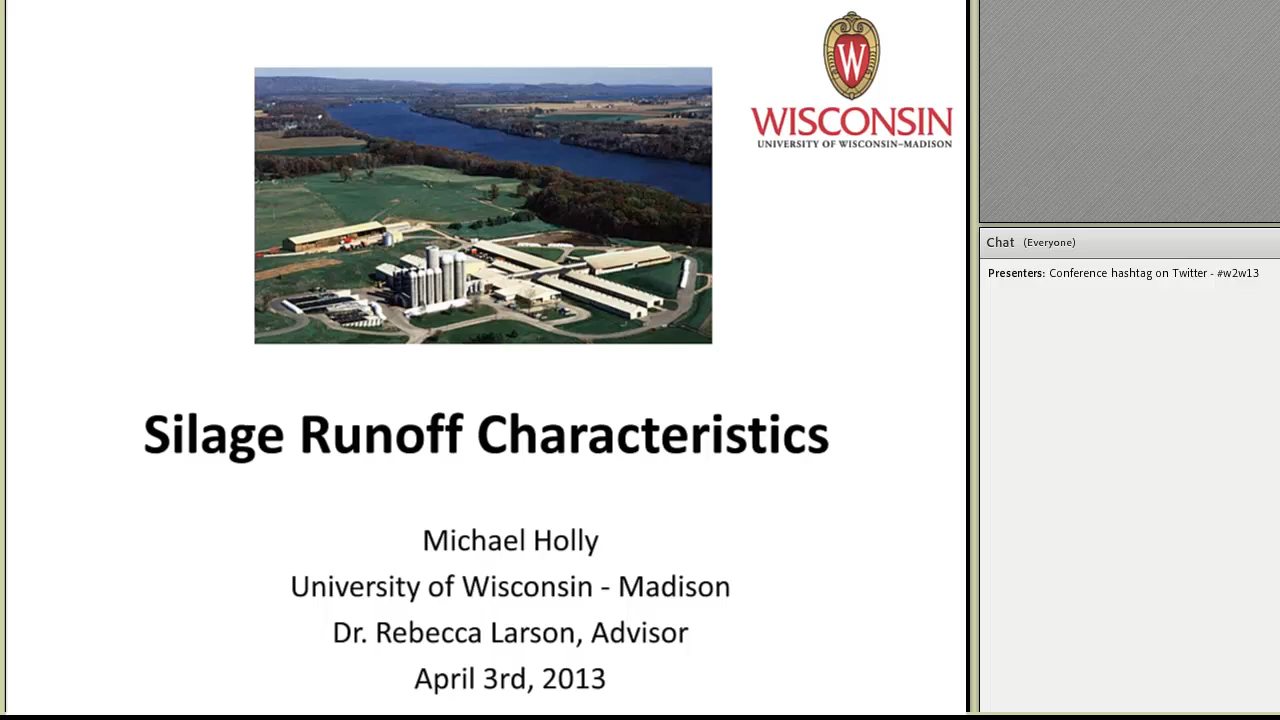 W
WISCONSIN
UNIVERSITY OF WISCONSIN–MADISON
Silage Runoff Characteristics
Michael Holly
University of Wisconsin - Madison
Dr. Rebecca Larson, Advisor
April 3rd, 2013
Chat (Everyone)
Presenters: Conference hashtag on Twitter - #w2w13